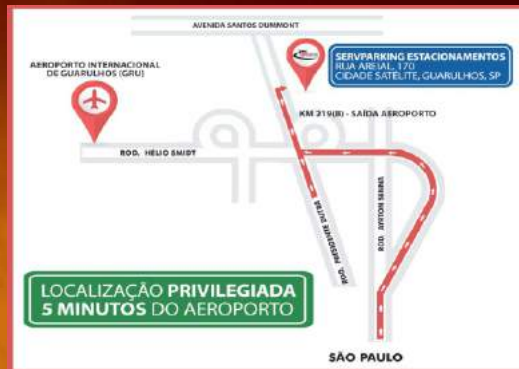 AVENIDA SANTOS DUMMONT
AEROPORTO INTERNACIONAL
DE GUARULHOS (GRU)
SERVPARKING ESTACIONAMENTOS
RUA AREIAL, 170
CIDADE SATÉLITE, GUARULHOS, SP
KM 219(B) - SAÍDA AEROPORTO
ROD. HÉLIO SMIDT
ROD. PRESIDENTE DUTRA
ROD. AYRTON SENNA
LOCALIZAÇÃO PRIVILEGIADA
5 MINUTOS DO AEROPORTO
SÃO PAULO